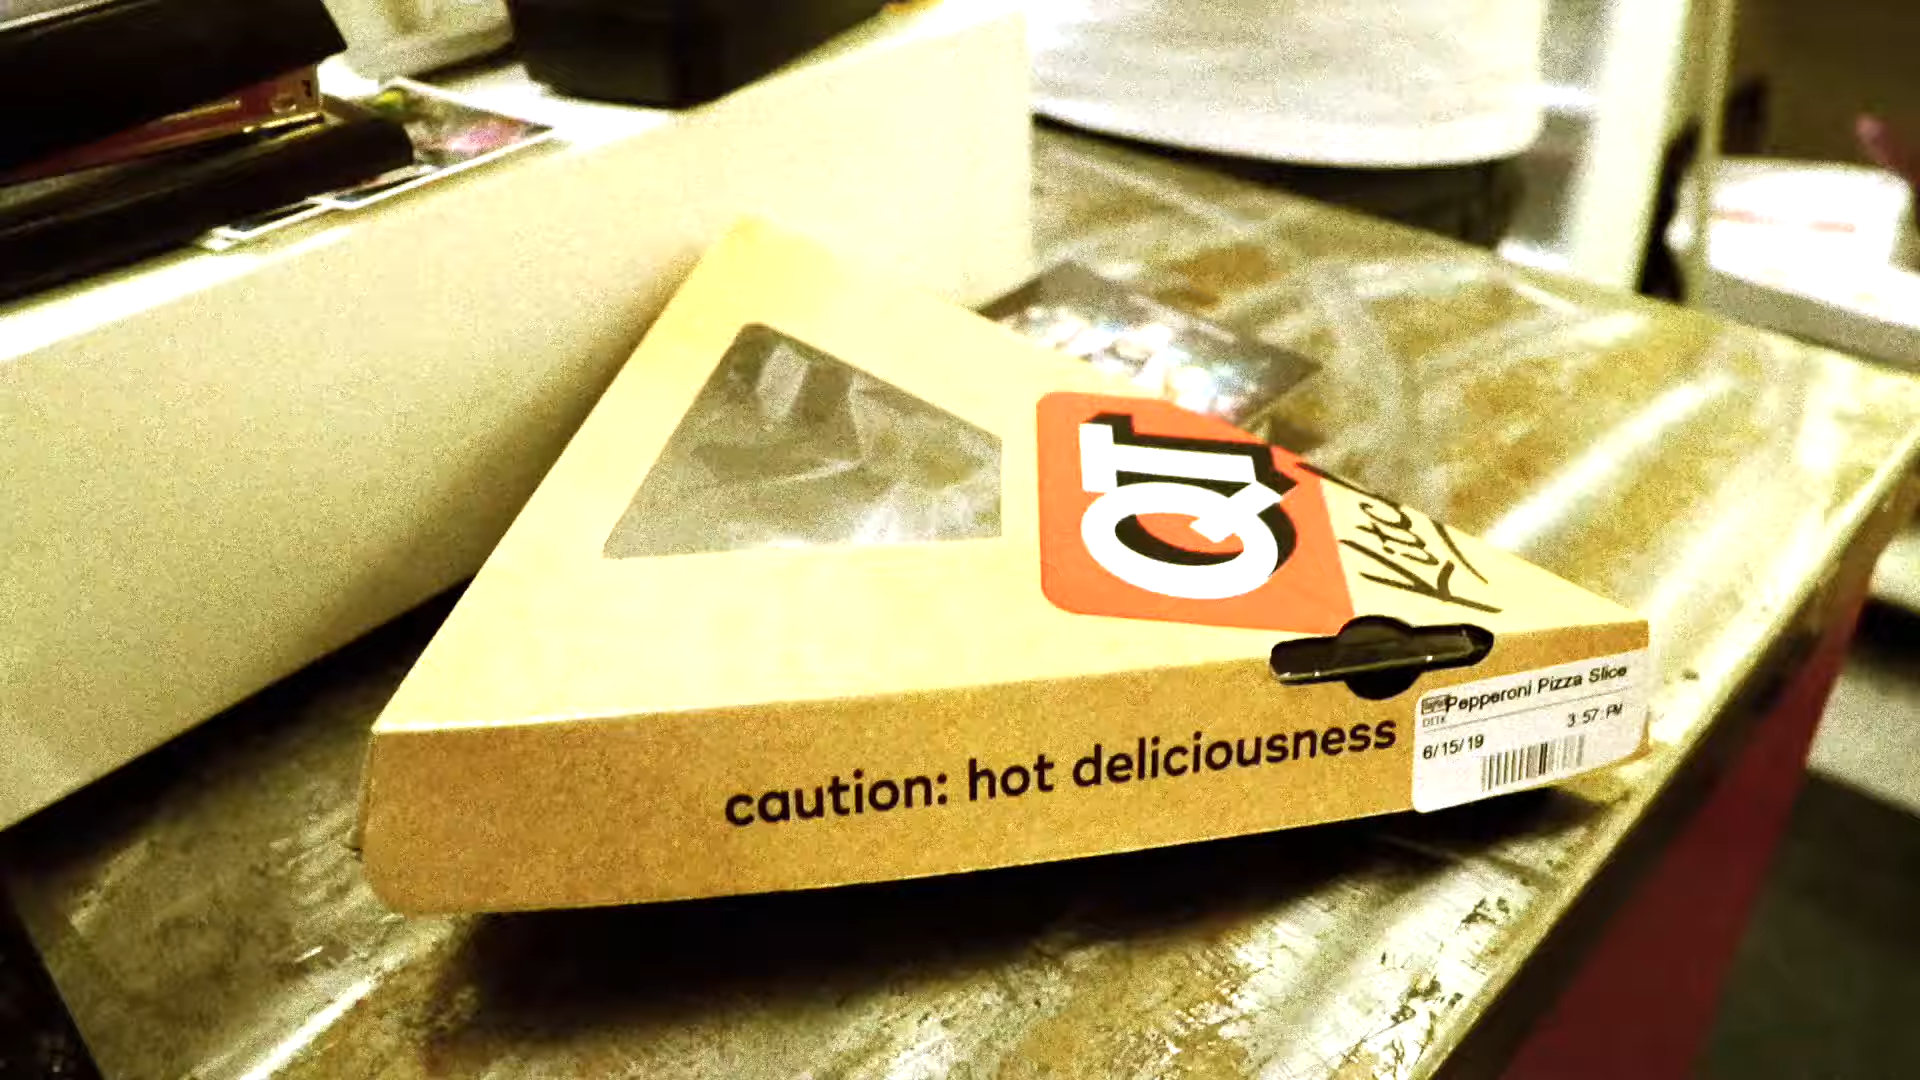 QT
Kitc
caution: hot deliciousness
Pepperoni Pizza Slice
3:57:PM
6/15/19